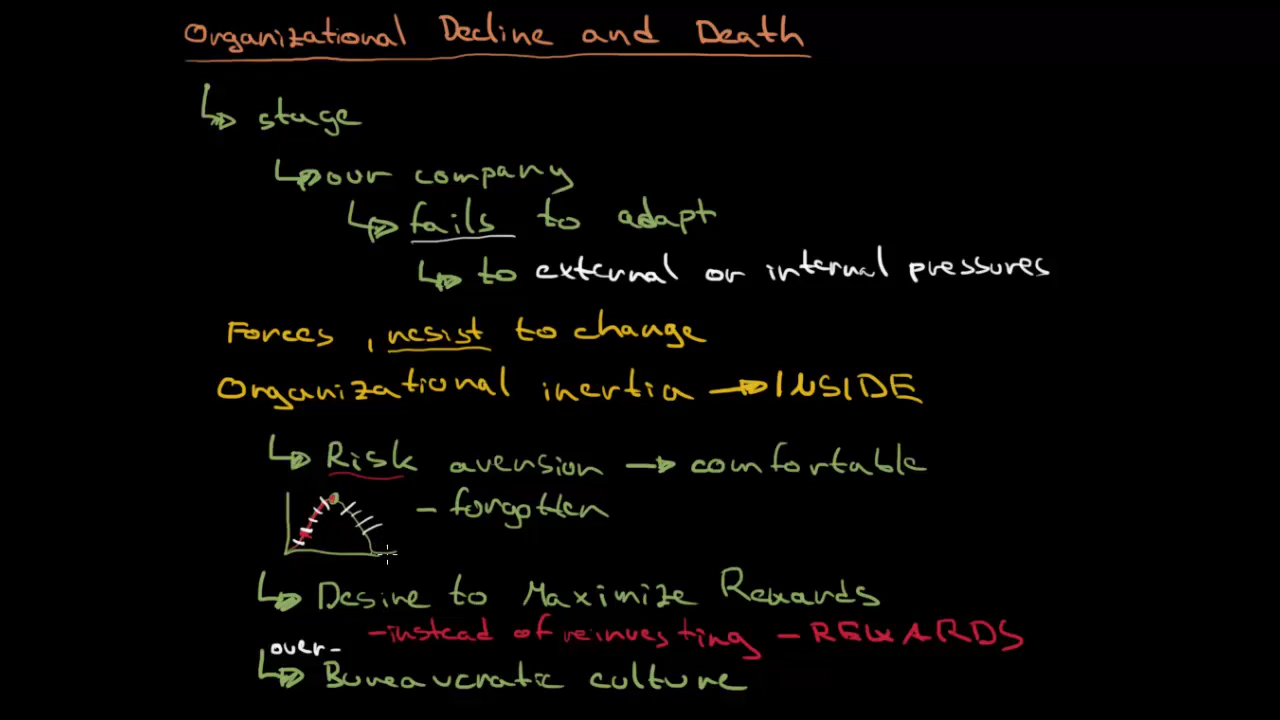 Organizational Decline and Death
↳ stage
↳ our company
↳ fails to adapt
↳ to external or internal pressures
Forces, resist to change
Organizational inertia → INSIDE
↳ Risk aversion → comfortable
- forgotten
↳ Desire to Maximize Rewards
-instead of reinvesting - REWARDS
over-
↳ Bureaucratic culture